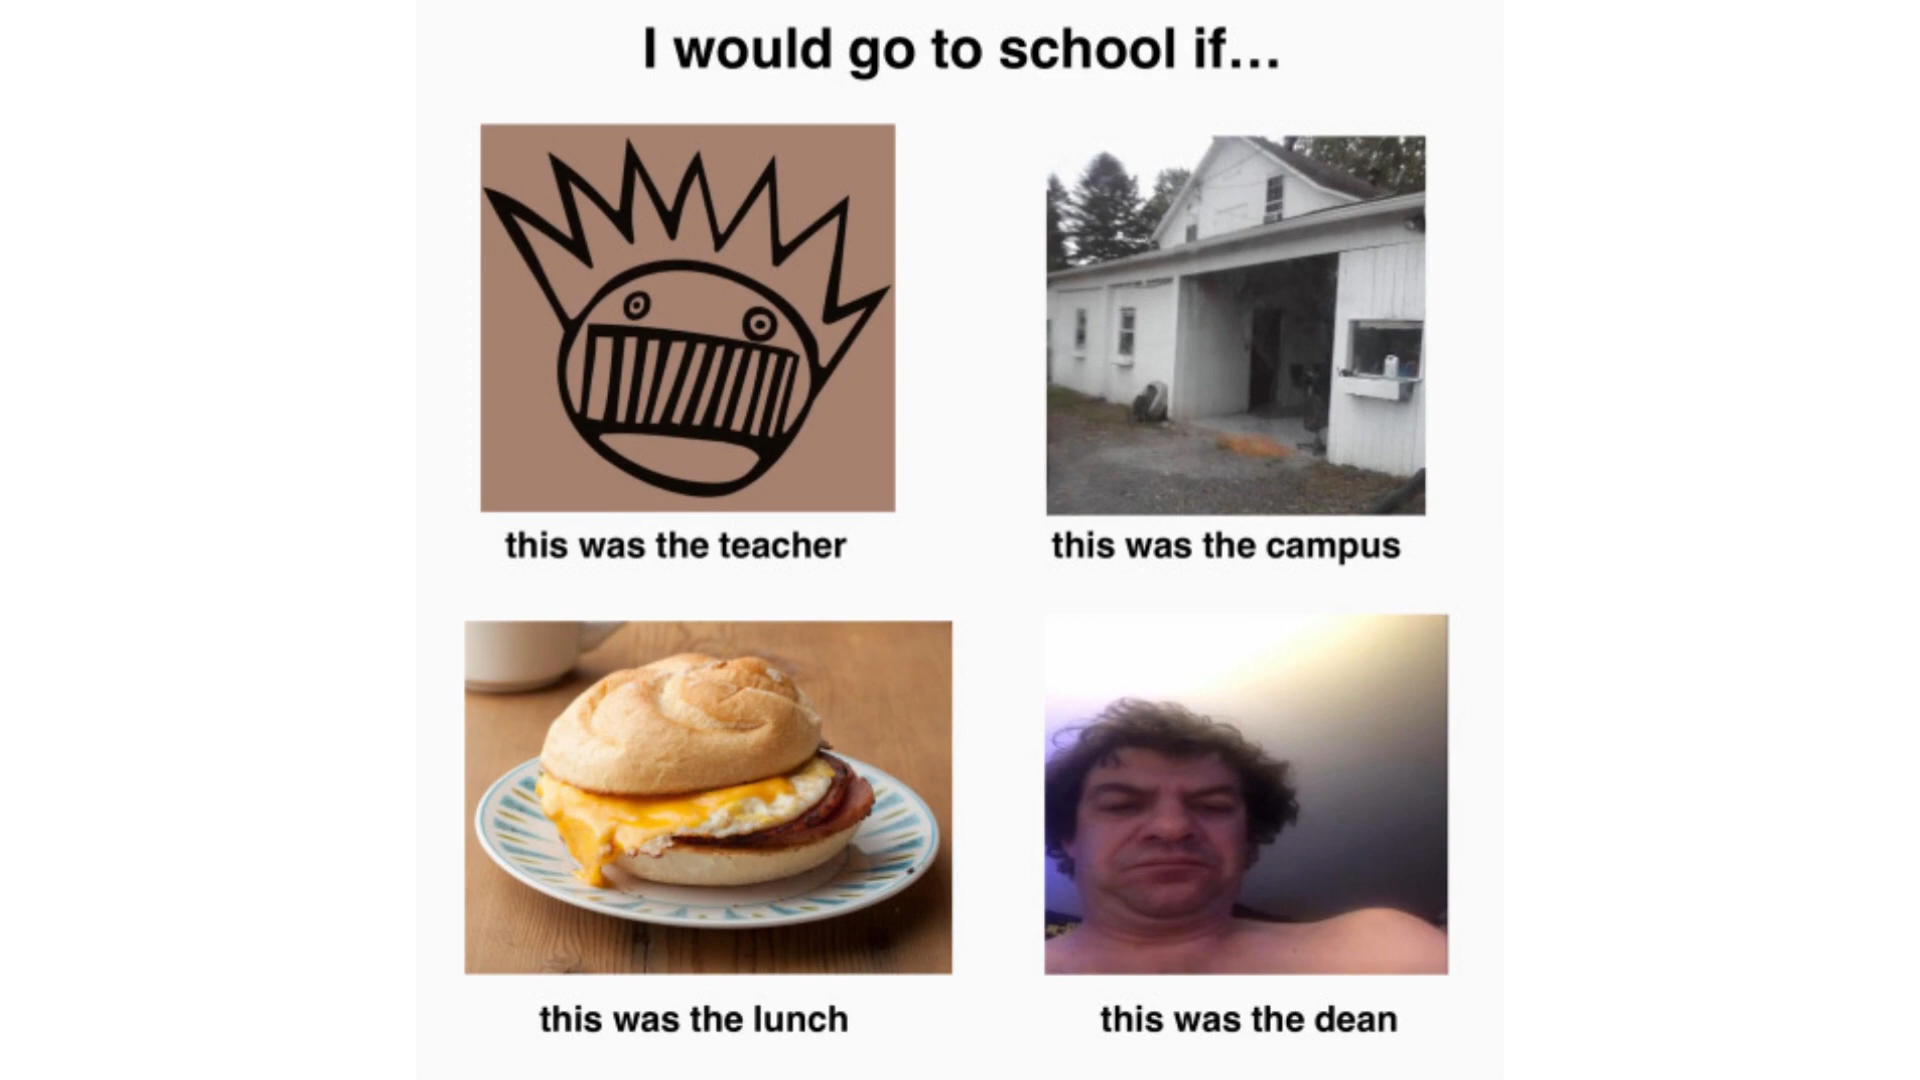 I would go to school if...
this was the teacher
this was the campus
this was the lunch
this was the dean